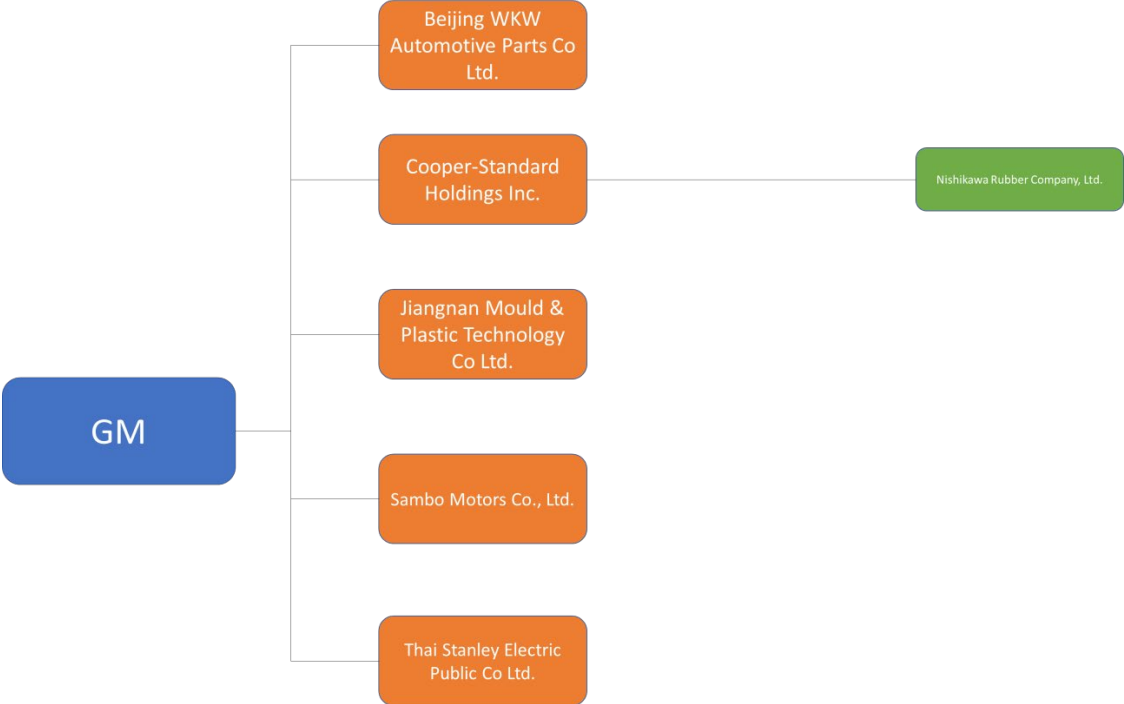 Beijing WKW
Automotive Parts Co
Ltd.
Cooper-Standard
Holdings Inc.
Nishikawa Rubber Company, Ltd.
Jiangnan Mould &
Plastic Technology
Co Ltd.
GM
Sambo Motors Co., Ltd.
Thai Stanley Electric
Public Co Ltd.